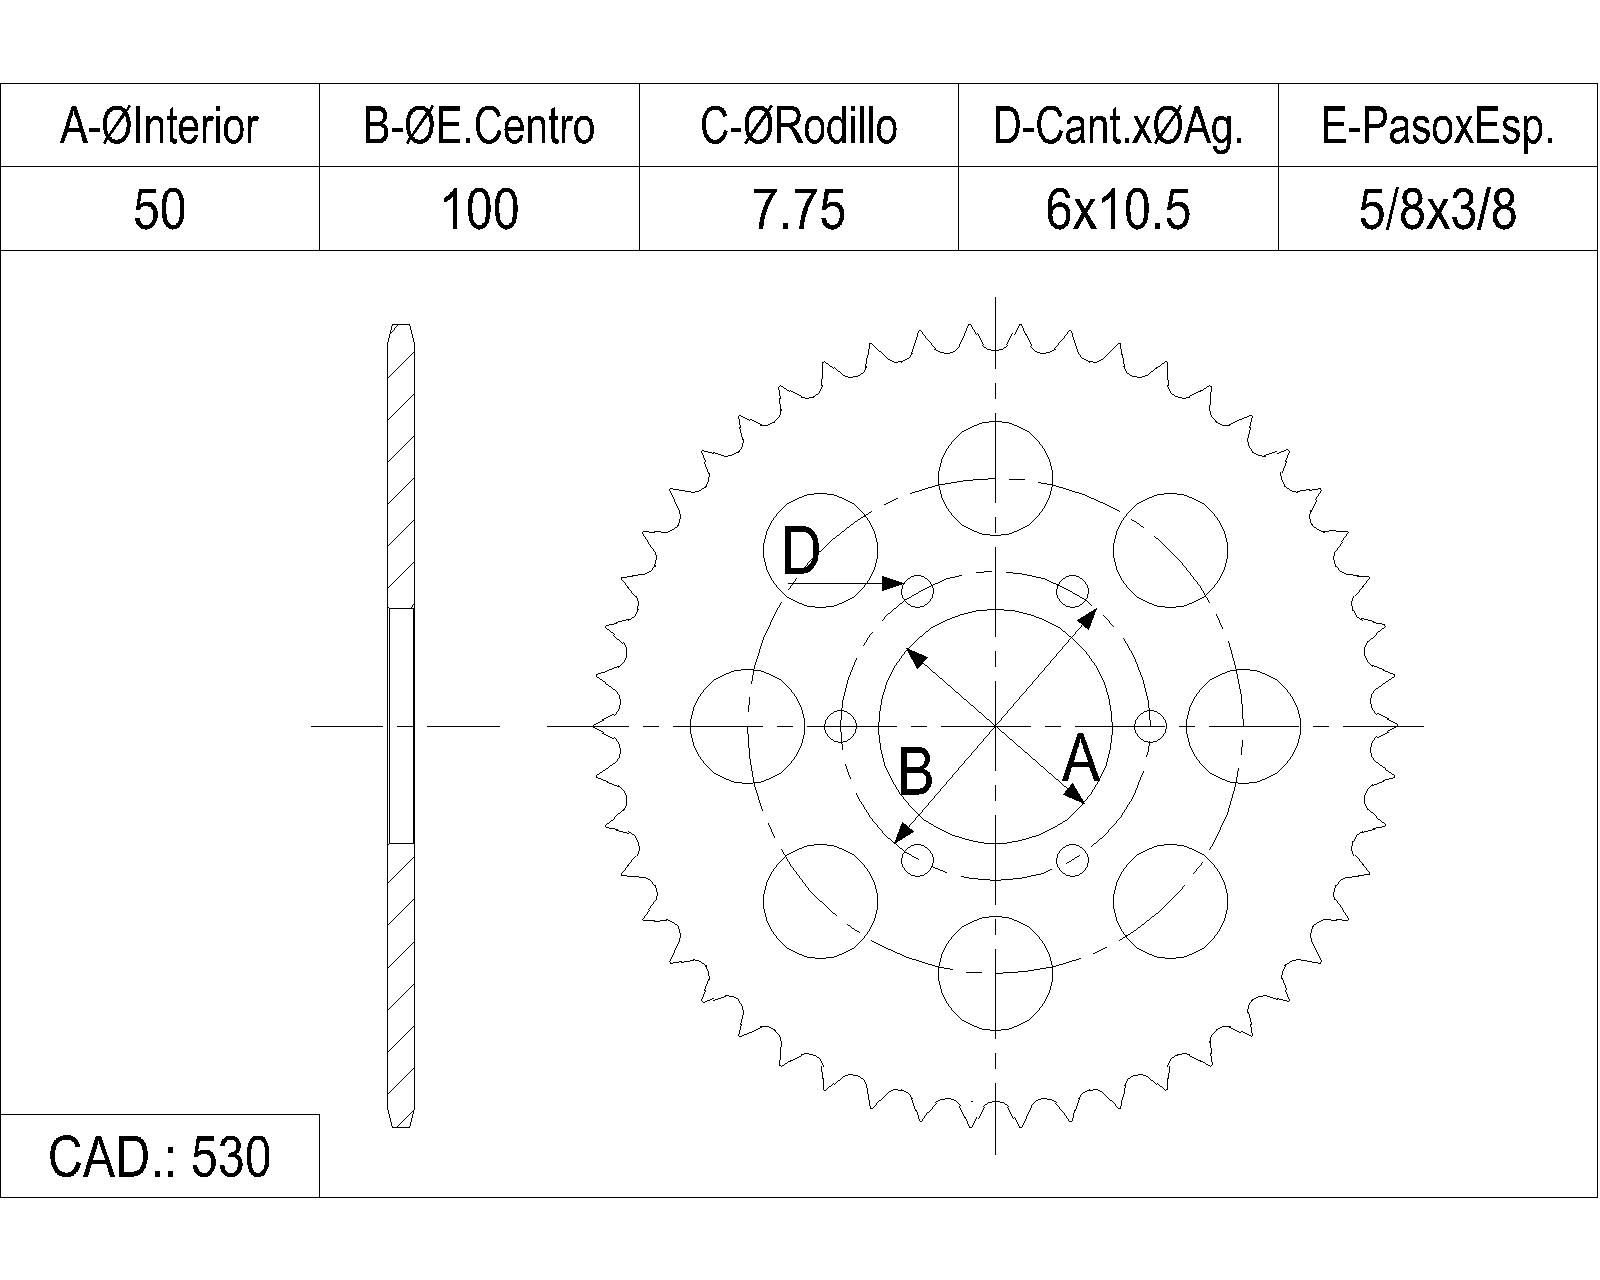 A-ØInterior B-ØE.Centro C-ØRodillo D-Cant.xØAg. E-PasoxEsp.
50 100 7.75 6x10.5 5/8x3/8
D
B A
CAD.: 530